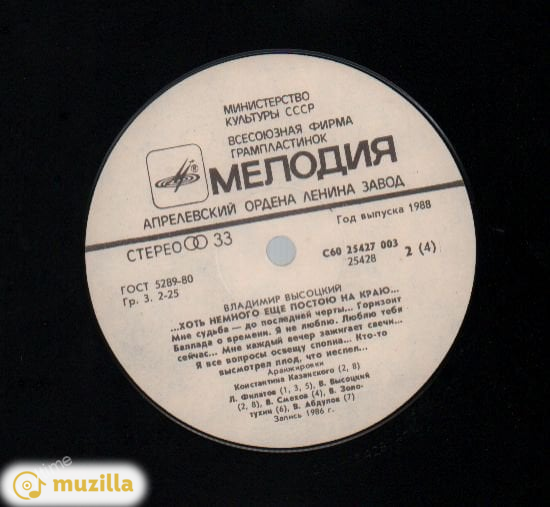 МИНИСТЕРСТВО
КУЛЬТУРЫ СССР
ВСЕСОЮЗНАЯ ФИРМА
ГРАМПЛАСТИНОК
МЕЛОДИЯ
АПРЕЛЕВСКИЙ ОРДЕНА ЛЕНИНА ЗАВОД
СТЕРЕО 33
Год выпуска 1988
ГОСТ 5289-80
Гр. 3. 2-25
С60 25427 003
25428
2 (4)
ВЛАДИМИР ВЫСОЦКИЙ
...ХОТЬ НЕМНОГО ЕЩЕ ПОСТОЮ НА КРАЮ...
Мне судьба — до последней черты... Горизонт
Баллада о времени. Я не люблю. Люблю тебя
сейчас... Мне каждый вечер зажигает свечи...
Я все вопросы освещу сполна... Кто-то
высмотрел плод, что неспел...
Аранжировки
Константина Казанского (2, 8)
Л. Филатов (1, 3, 5), В. Высоцкий
(2, 8), В. Смехов (4), В. Золо-
тухин (6), В. Абдулов (7)
Запись 1986 г.
time
muzilla